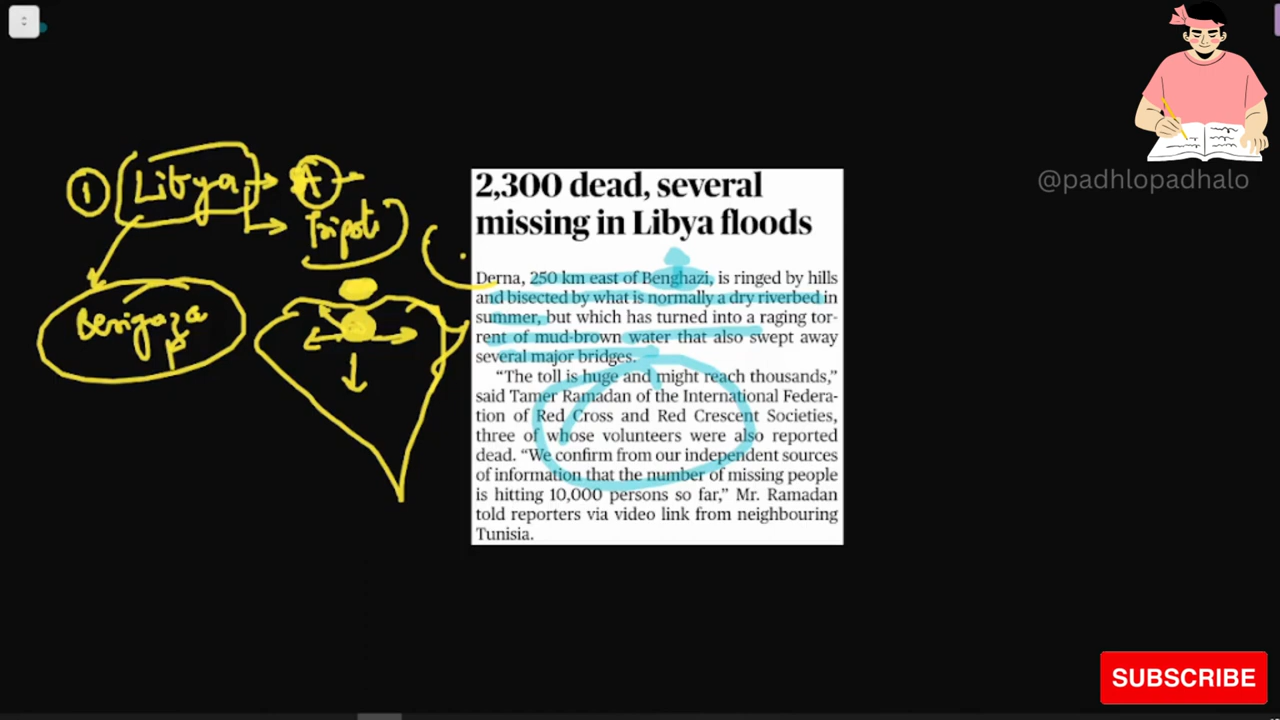 @padhlopadhalo
1 Libya → A
Tripoli
Benigaza
2,300 dead, several
missing in Libya floods
Derna, 250 km east of Benghazi, is ringed by hills
and bisected by what is normally a dry riverbed in
summer, but which has turned into a raging tor-
rent of mud-brown water that also swept away
several major bridges.
“The toll is huge and might reach thousands,”
said Tamer Ramadan of the International Federa-
tion of Red Cross and Red Crescent Societies,
three of whose volunteers were also reported
dead. “We confirm from our independent sources
of information that the number of missing people
is hitting 10,000 persons so far,” Mr. Ramadan
told reporters via video link from neighbouring
Tunisia.
SUBSCRIBE